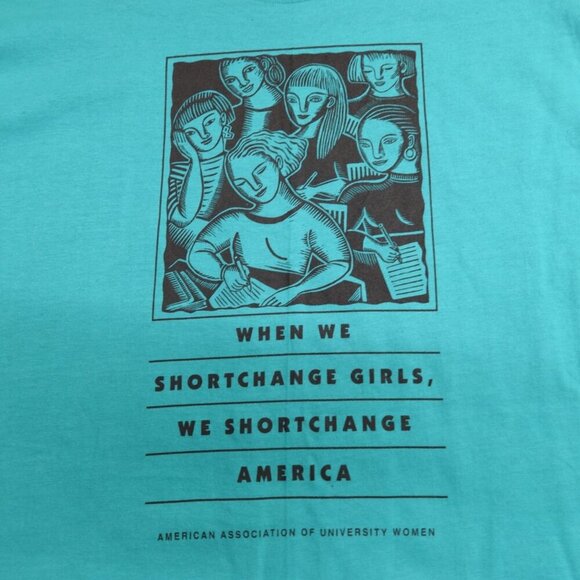 WHEN WE
SHORTCHANGE GIRLS,
WE SHORTCHANGE
AMERICA
AMERICAN ASSOCIATION OF UNIVERSITY WOMEN